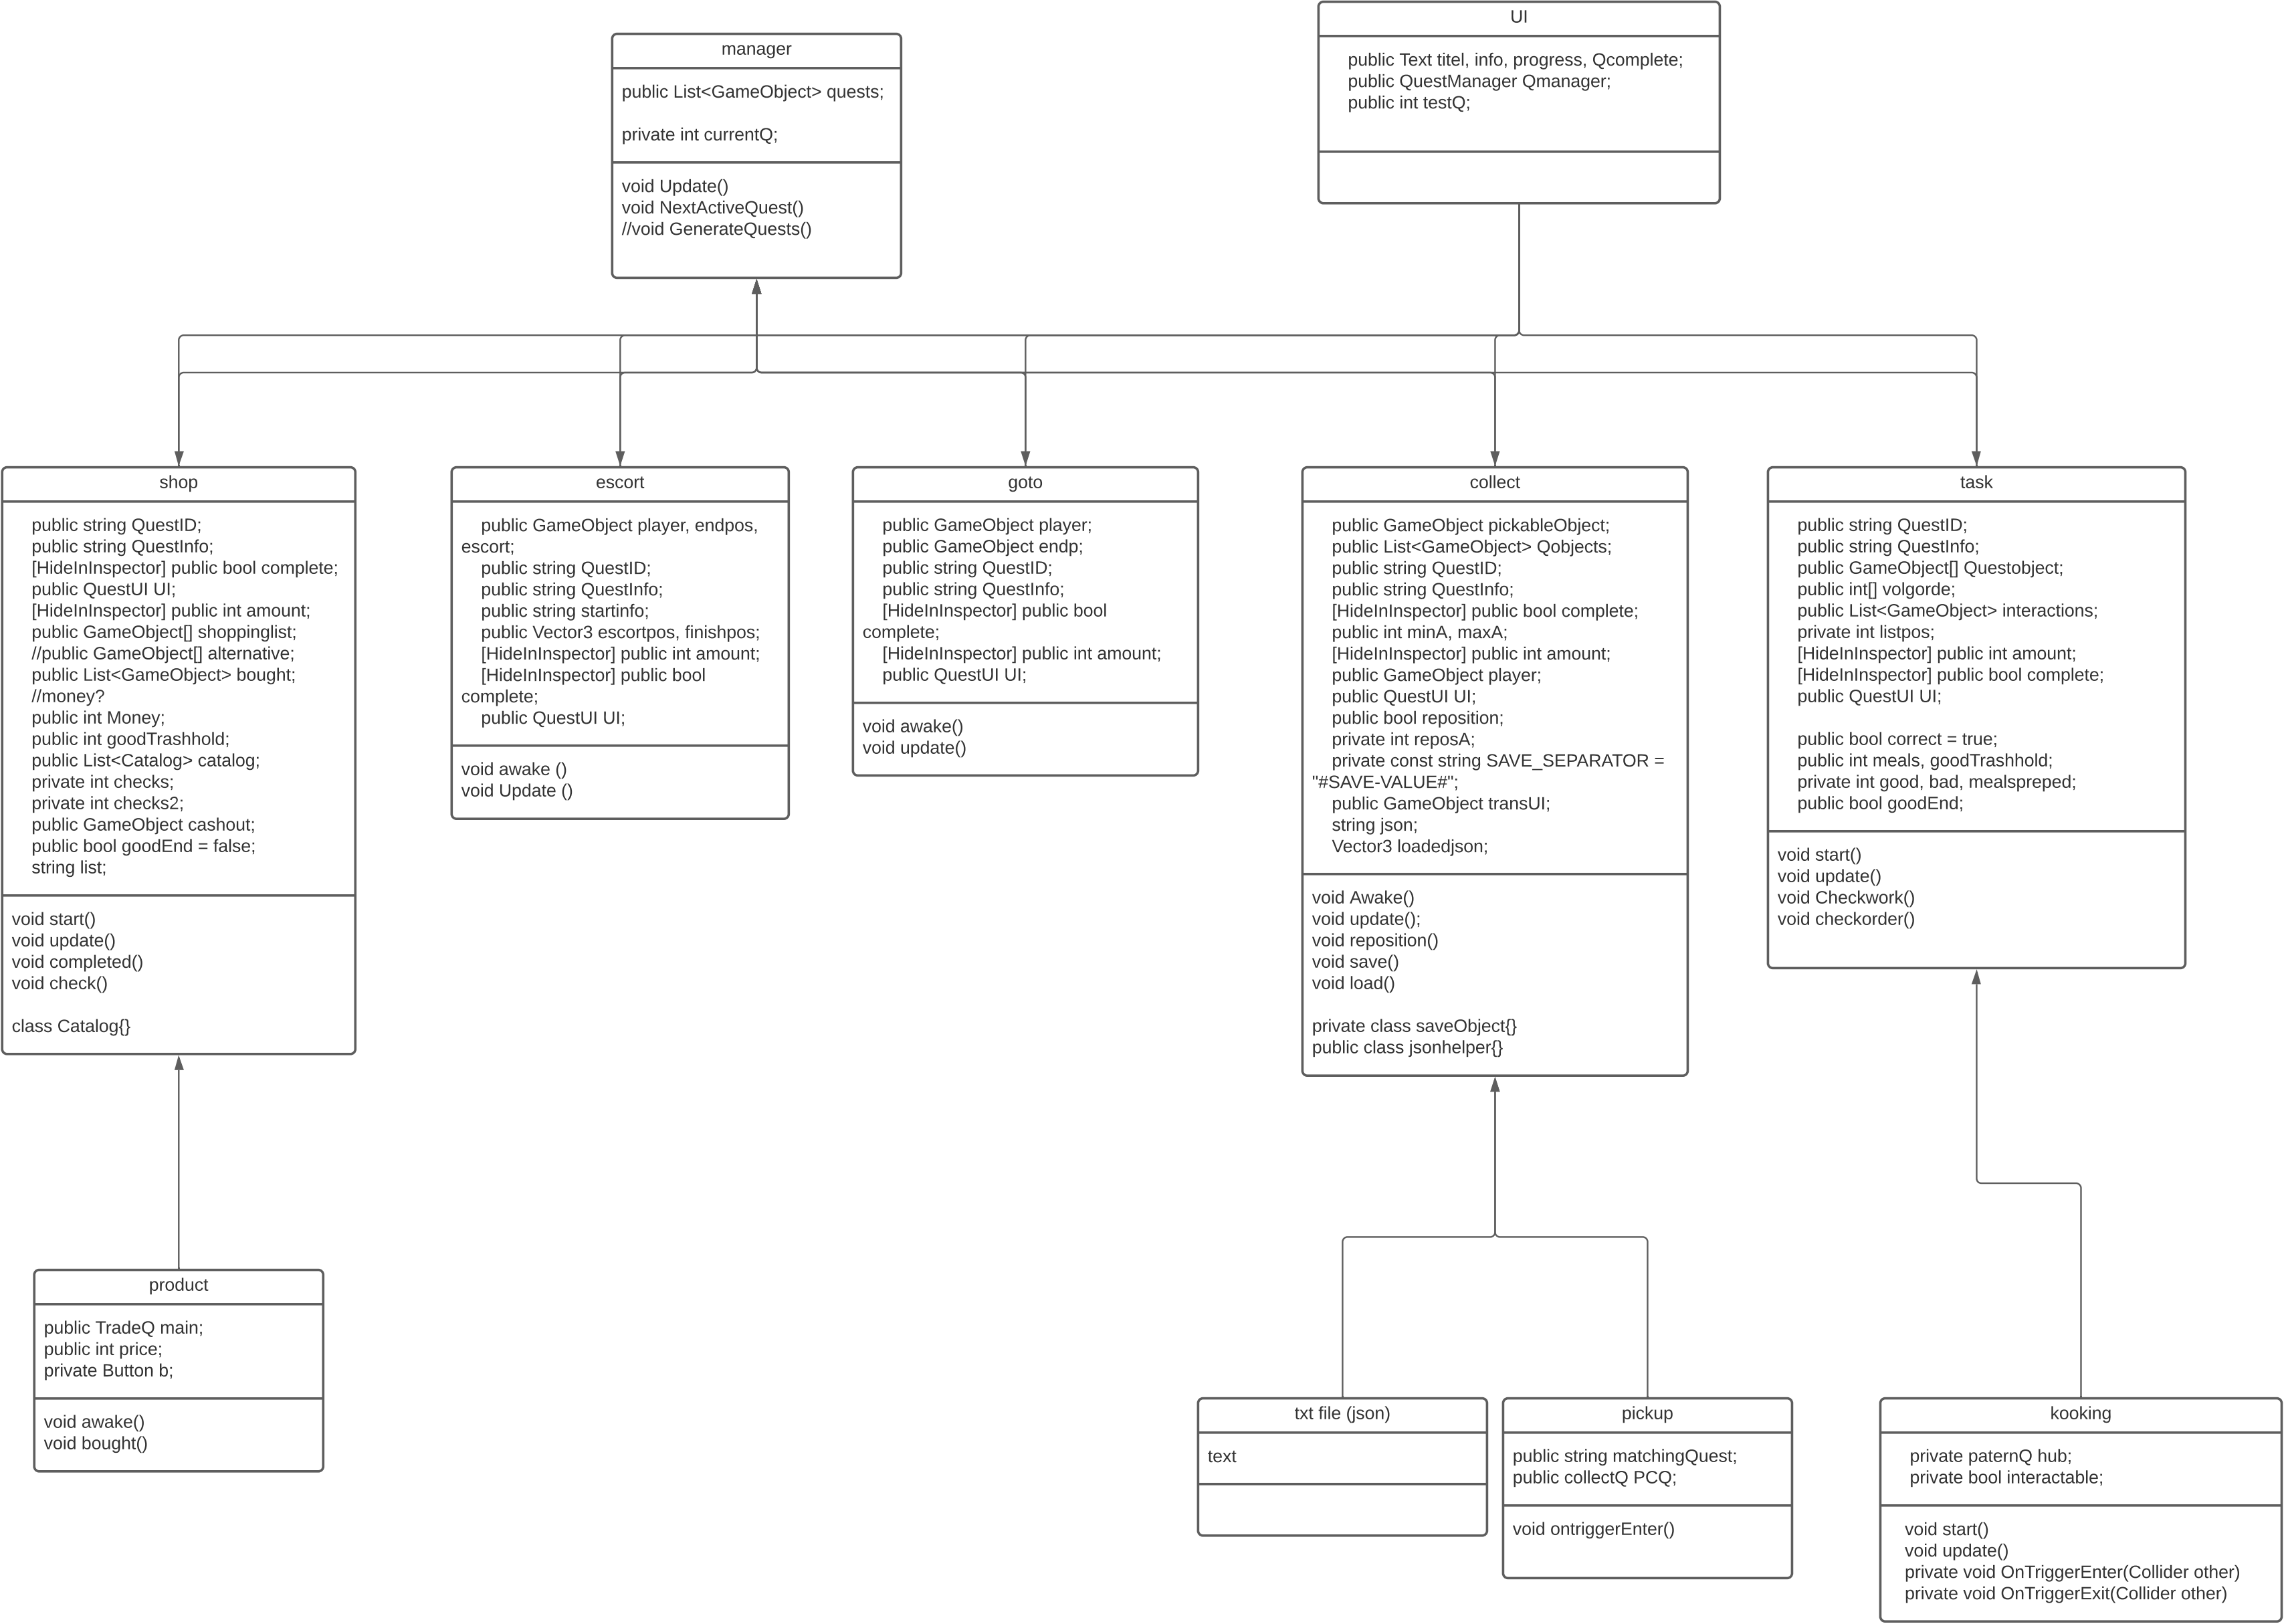 UI
public Text titel, info, progress, Qcomplete;
public QuestManager Qmanager;
public int testQ;
manager
public List<GameObject> quests;
private int currentQ;
void Update()
void NextActiveQuest()
//void GenerateQuests()
shop
public string QuestID;
public string QuestInfo;
[HideInInspector] public bool complete;
public QuestUI UI;
[HideInInspector] public int amount;
public GameObject[] shoppinglist;
//public GameObject[] alternative;
public List<GameObject> bought;
//money?
public int Money;
public int goodTrashhold;
public List<Catalog> catalog;
private int checks;
private int checks2;
public GameObject cashout;
public bool goodEnd = false;
string list;
void start()
void update()
void completed()
void check()
class Catalog{}
escort
public GameObject player, endpos,
escort;
public string QuestID;
public string QuestInfo;
public string startinfo;
public Vector3 escortpos, finishpos;
[HideInInspector] public int amount;
[HideInInspector] public bool
complete;
public QuestUI UI;
void awake ()
void Update ()
goto
public GameObject player;
public GameObject endp;
public string QuestID;
public string QuestInfo;
[HideInInspector] public bool
complete;
[HideInInspector] public int amount;
public QuestUI UI;
void awake()
void update()
collect
public GameObject pickableObject;
public List<GameObject> Qobjects;
public string QuestID;
public string QuestInfo;
[HideInInspector] public bool complete;
public int minA, maxA;
[HideInInspector] public int amount;
public GameObject player;
public QuestUI UI;
public bool reposition;
private int reposA;
private const string SAVE_SEPARATOR =
"#SAVE-VALUE#";
public GameObject transUI;
string json;
Vector3 loadedjson;
void Awake()
void update();
void reposition()
void save()
void load()
private class saveObject{}
public class jsonhelper{}
task
public string QuestID;
public string QuestInfo;
public GameObject[] Questobject;
public int[] volgorde;
public List<GameObject> interactions;
private int listpos;
[HideInInspector] public int amount;
[HideInInspector] public bool complete;
public QuestUI UI;
public bool correct = true;
public int meals, goodTrashhold;
private int good, bad, mealspreped;
public bool goodEnd;
void start()
void update()
void Checkwork()
void checkorder()
product
public TradeQ main;
public int price;
private Button b;
void awake()
void bought()
txt file (json)
text
pickup
public string matchingQuest;
public collectQ PCQ;
void ontriggerEnter()
kooking
private paternQ hub;
private bool interactable;
void start()
void update()
private void OnTriggerEnter(Collider other)
private void OnTriggerExit(Collider other)